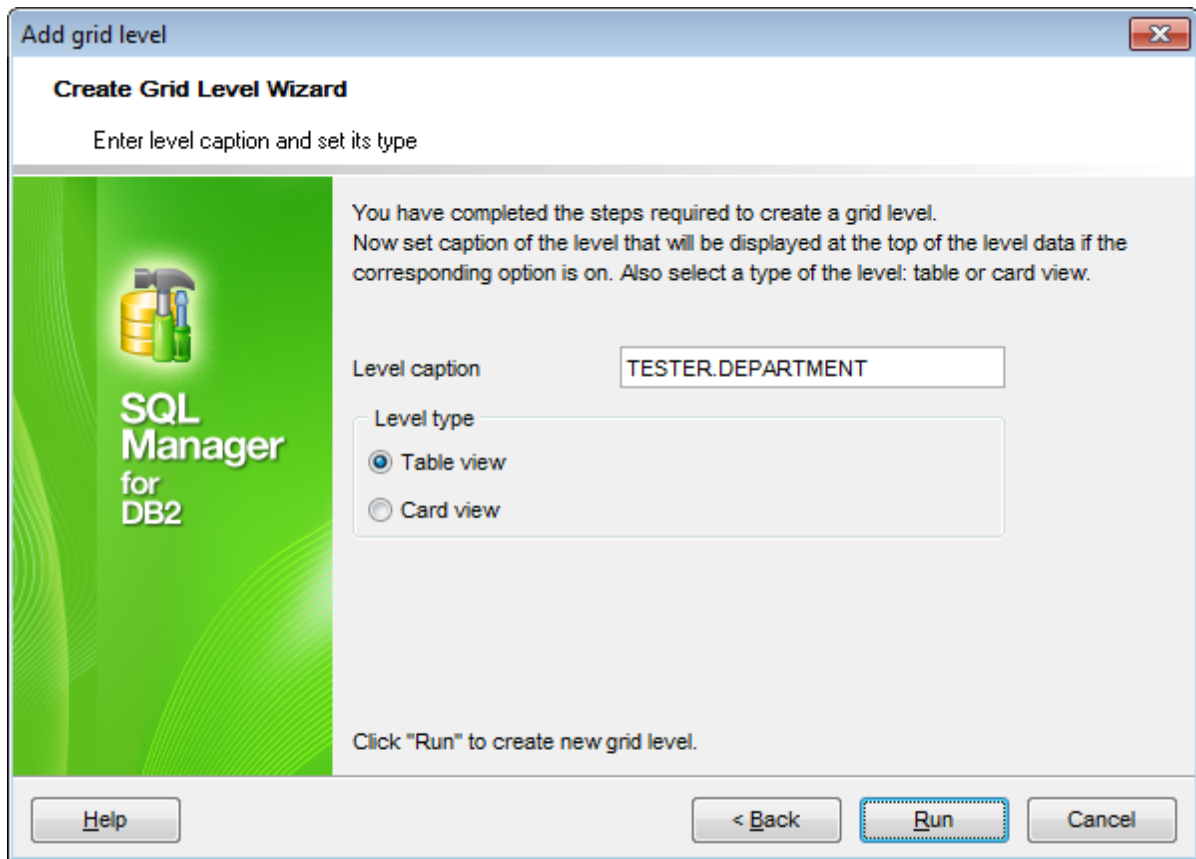 Add grid level
Create Grid Level Wizard
Enter level caption and set its type
You have completed the steps required to create a grid level.
Now set caption of the level that will be displayed at the top of the level data if the
corresponding option is on. Also select a type of the level: table or card view.
SQL
Manager
for
DB2
Level caption
TESTER.DEPARTMENT
Level type
Table view
Card view
Click "Run" to create new grid level.
Help
< Back
Run
Cancel